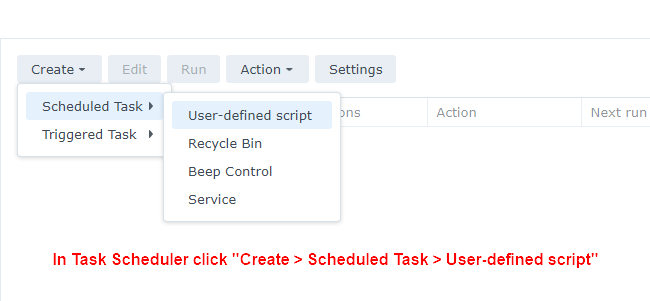 Create Edit Run Action Settings
Scheduled Task
Triggered Task
User-defined script
Recycle Bin
Beep Control
Service
Action Next run
In Task Scheduler click "Create > Scheduled Task > User-defined script"